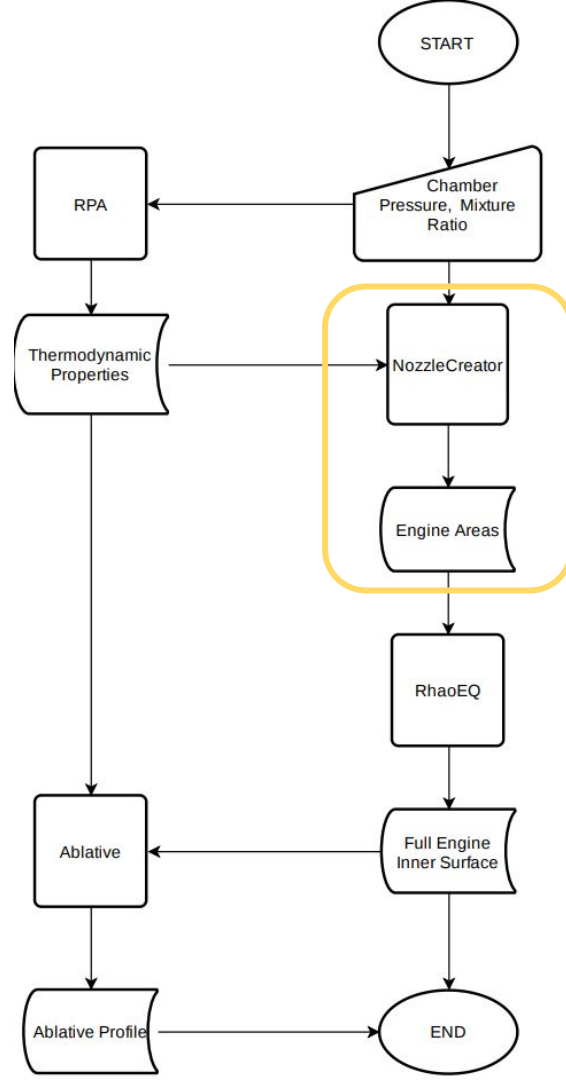 START
Chamber
Pressure, Mixture
Ratio
RPA
Thermodynamic
Properties
NozzleCreator
Engine Areas
RhaoEQ
Full Engine
Inner Surface
Ablative
Ablative Profile
END